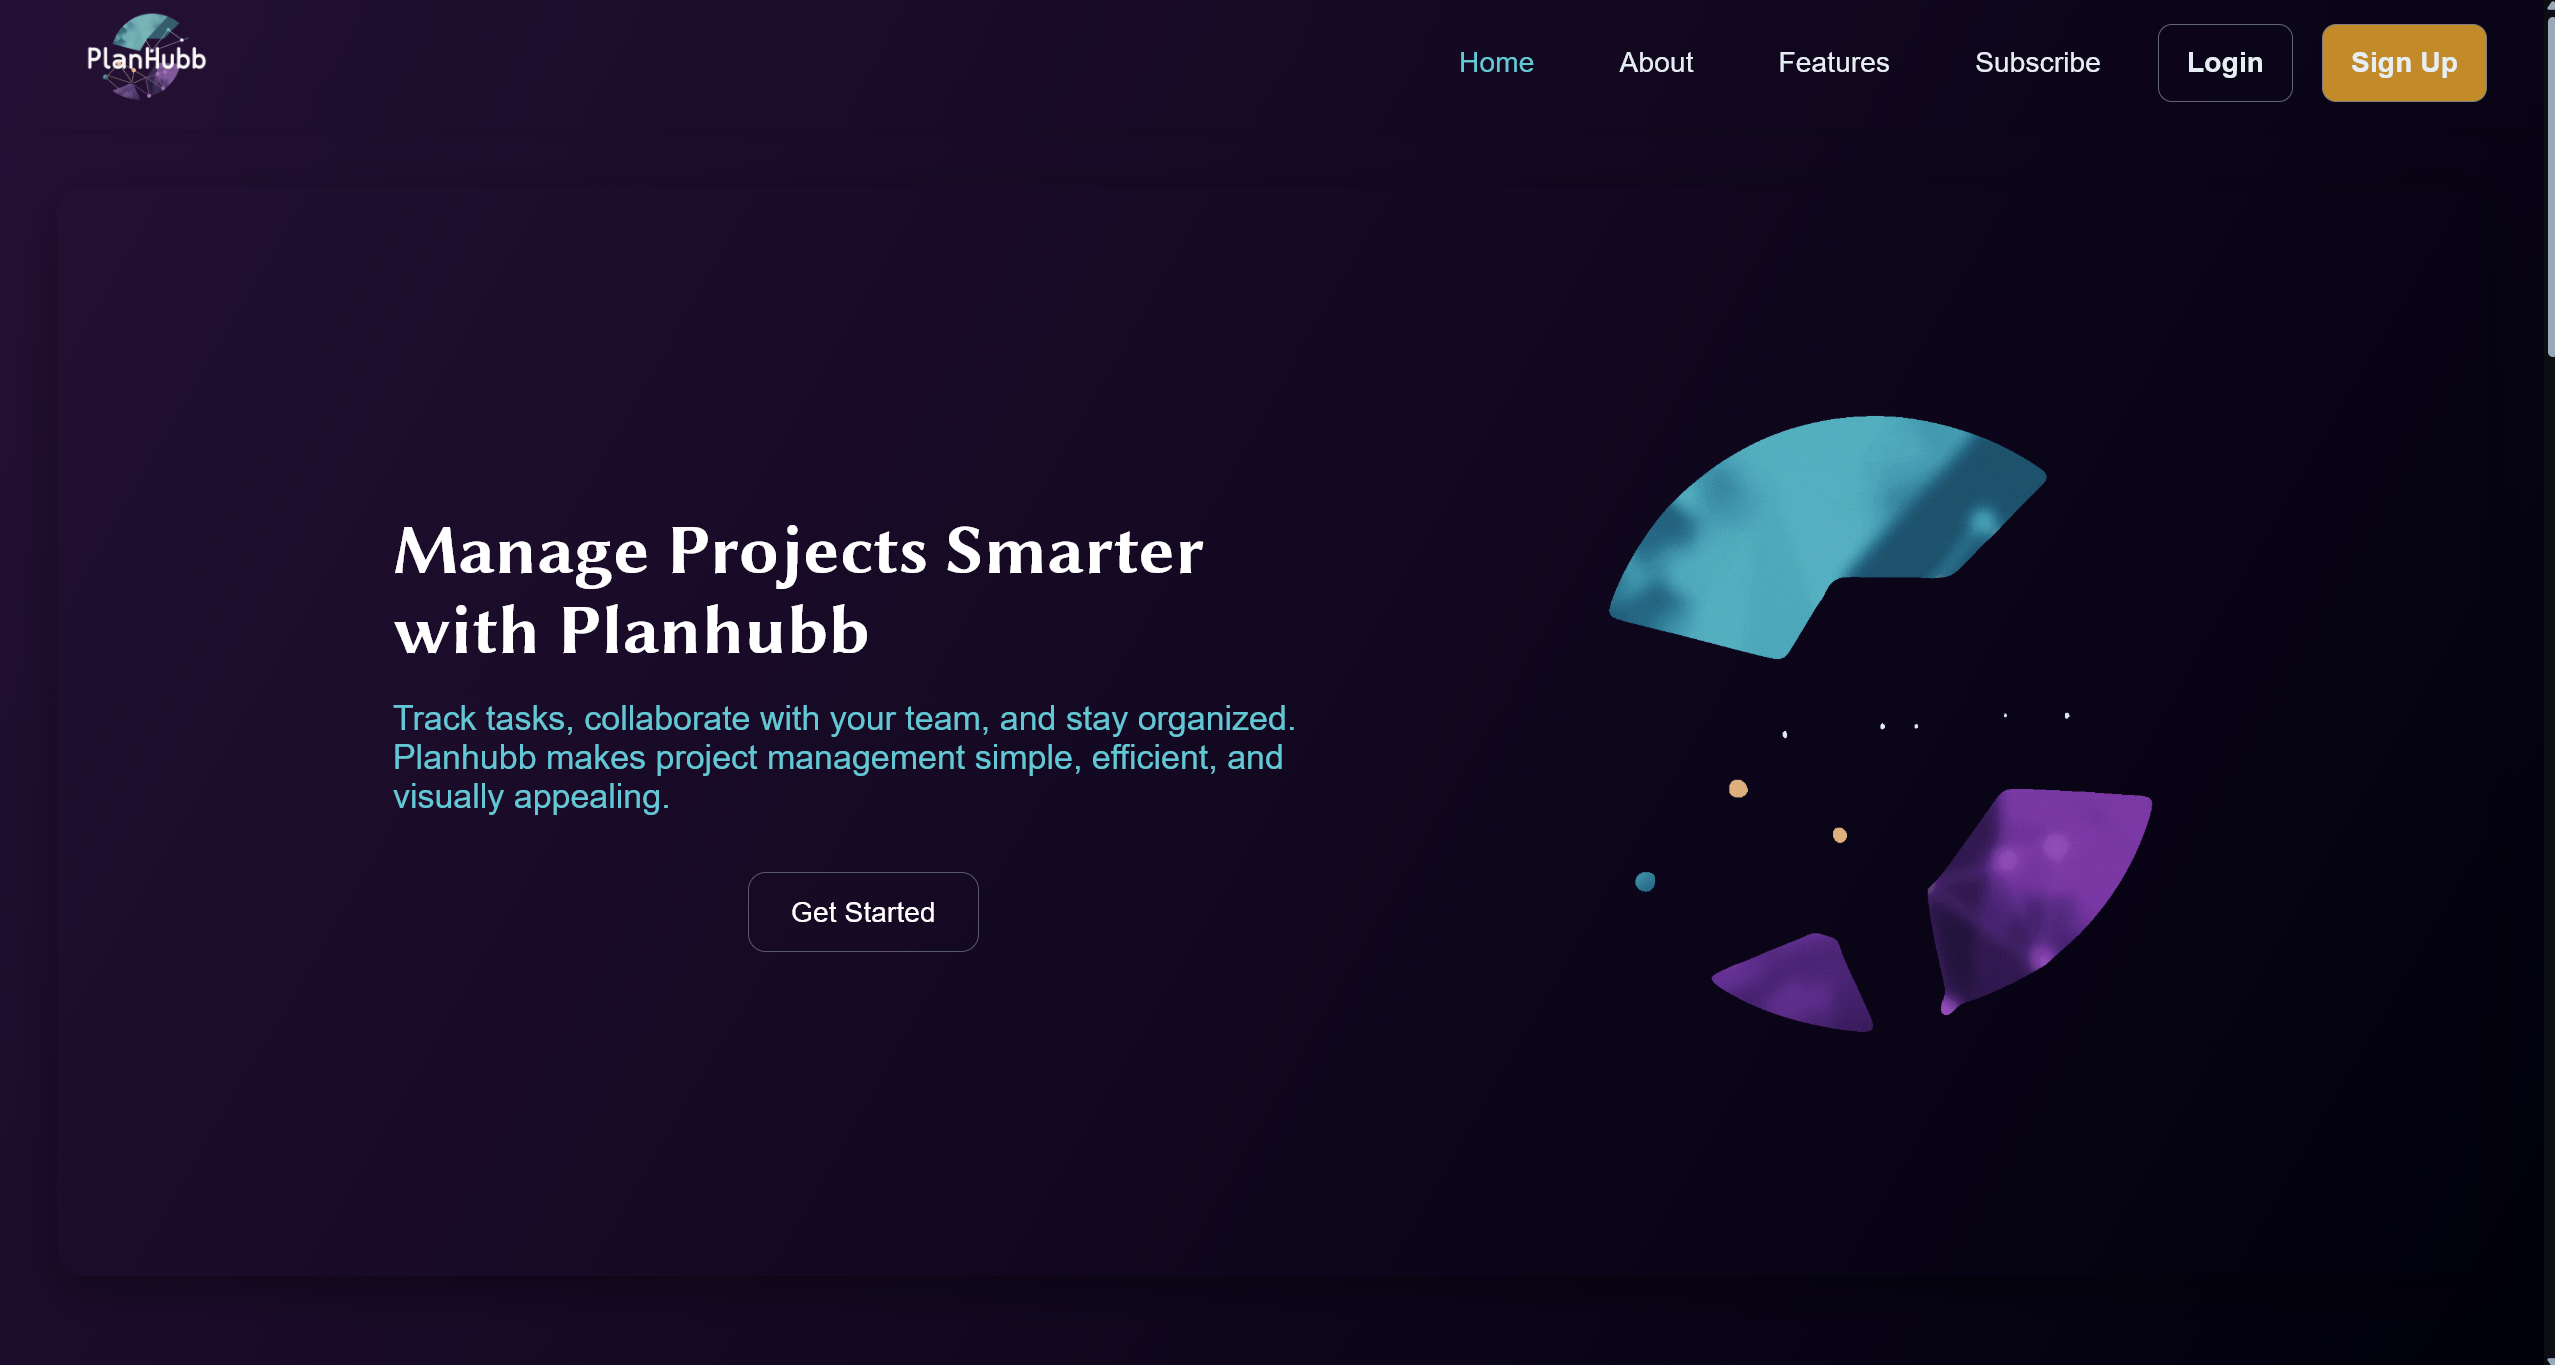 PlanHubb
Home
About
Features
Subscribe
Login
Sign Up
Manage Projects Smarter
with Planhubb
Track tasks, collaborate with your team, and stay organized.
Planhubb makes project management simple, efficient, and
visually appealing.
Get Started